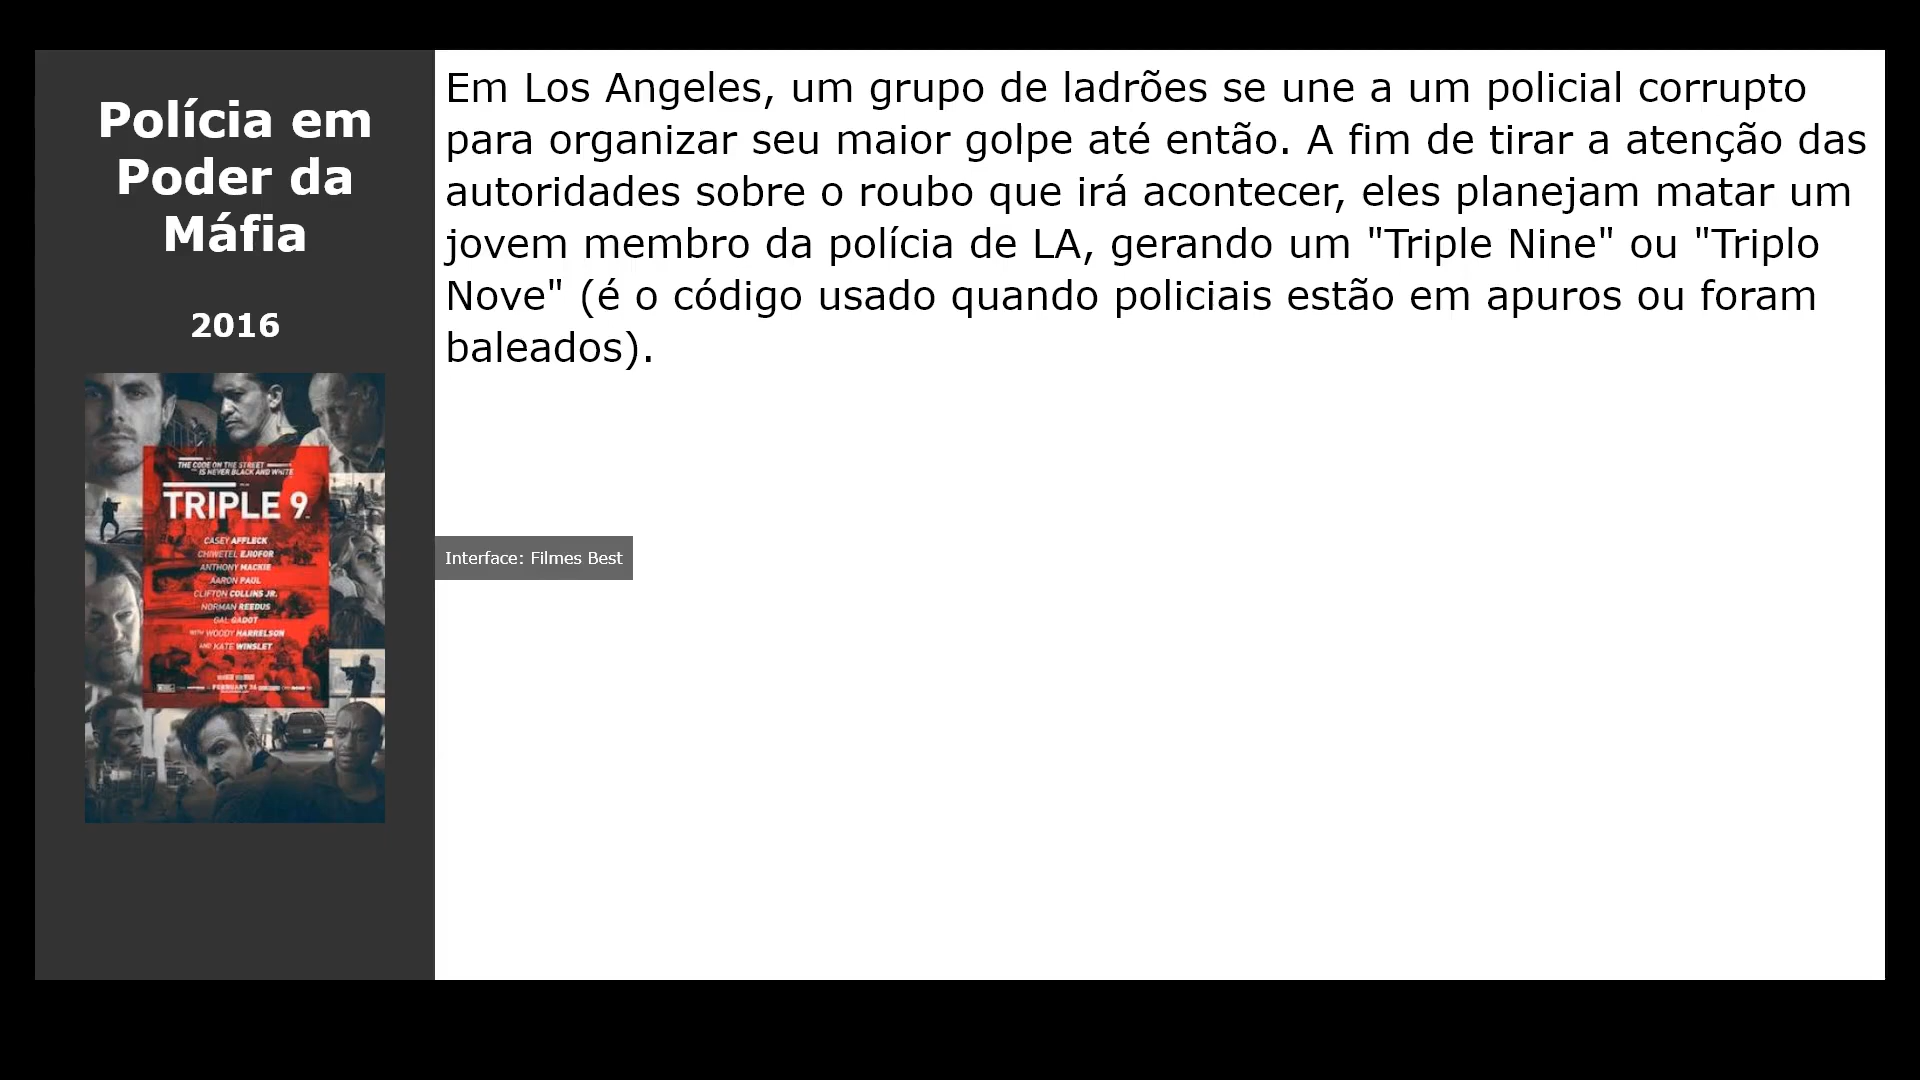 Polícia em
Poder da
Máfia
2016
THE CODE ON THE STREET
IS NEVER BLACK AND WHITE
TRIPLE 9
CASEY AFFLECK
CHIWETEL EJIOFOR
ANTHONY MACKIE
AARON PAUL
CLIFTON COLLINS JR.
NORMAN REEDUS
GAL GADOT
WITH WOODY HARRELSON
AND KATE WINSLET
FEBRUARY 26
Em Los Angeles, um grupo de ladrões se une a um policial corrupto
para organizar seu maior golpe até então. A fim de tirar a atenção das
autoridades sobre o roubo que irá acontecer, eles planejam matar um
jovem membro da polícia de LA, gerando um "Triple Nine" ou "Triplo
Nove" (é o código usado quando policiais estão em apuros ou foram
baleados).
Interface: Filmes Best